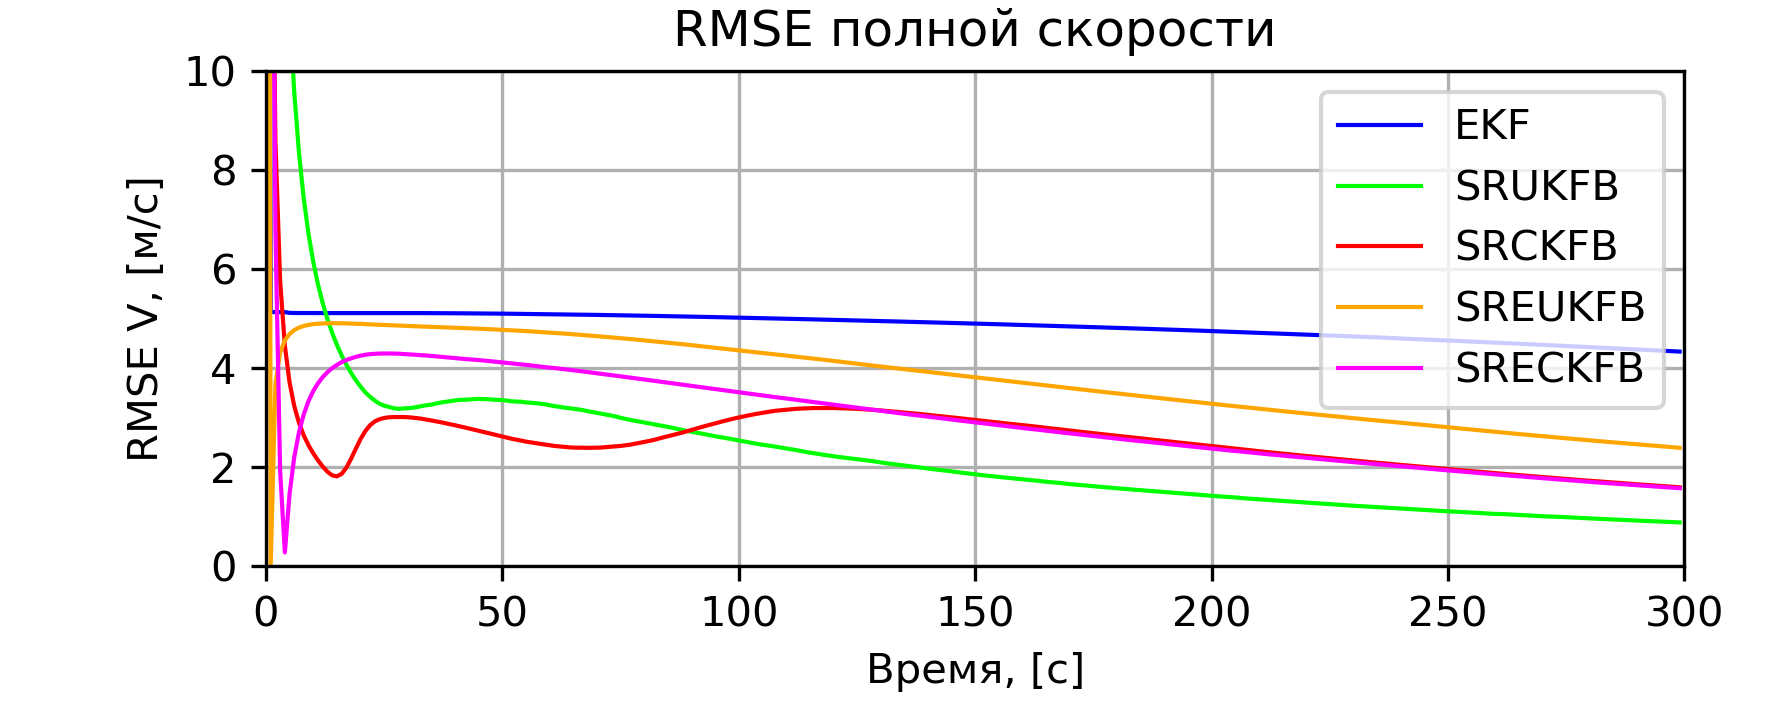 RMSE полной скорости
RMSE V, [м/с]
10
8
6
4
2
0
0 50 100 150 200 250 300
Время, [с]
EKF
SRUKFB
SRCKFB
SREUKFB
SRECKFB